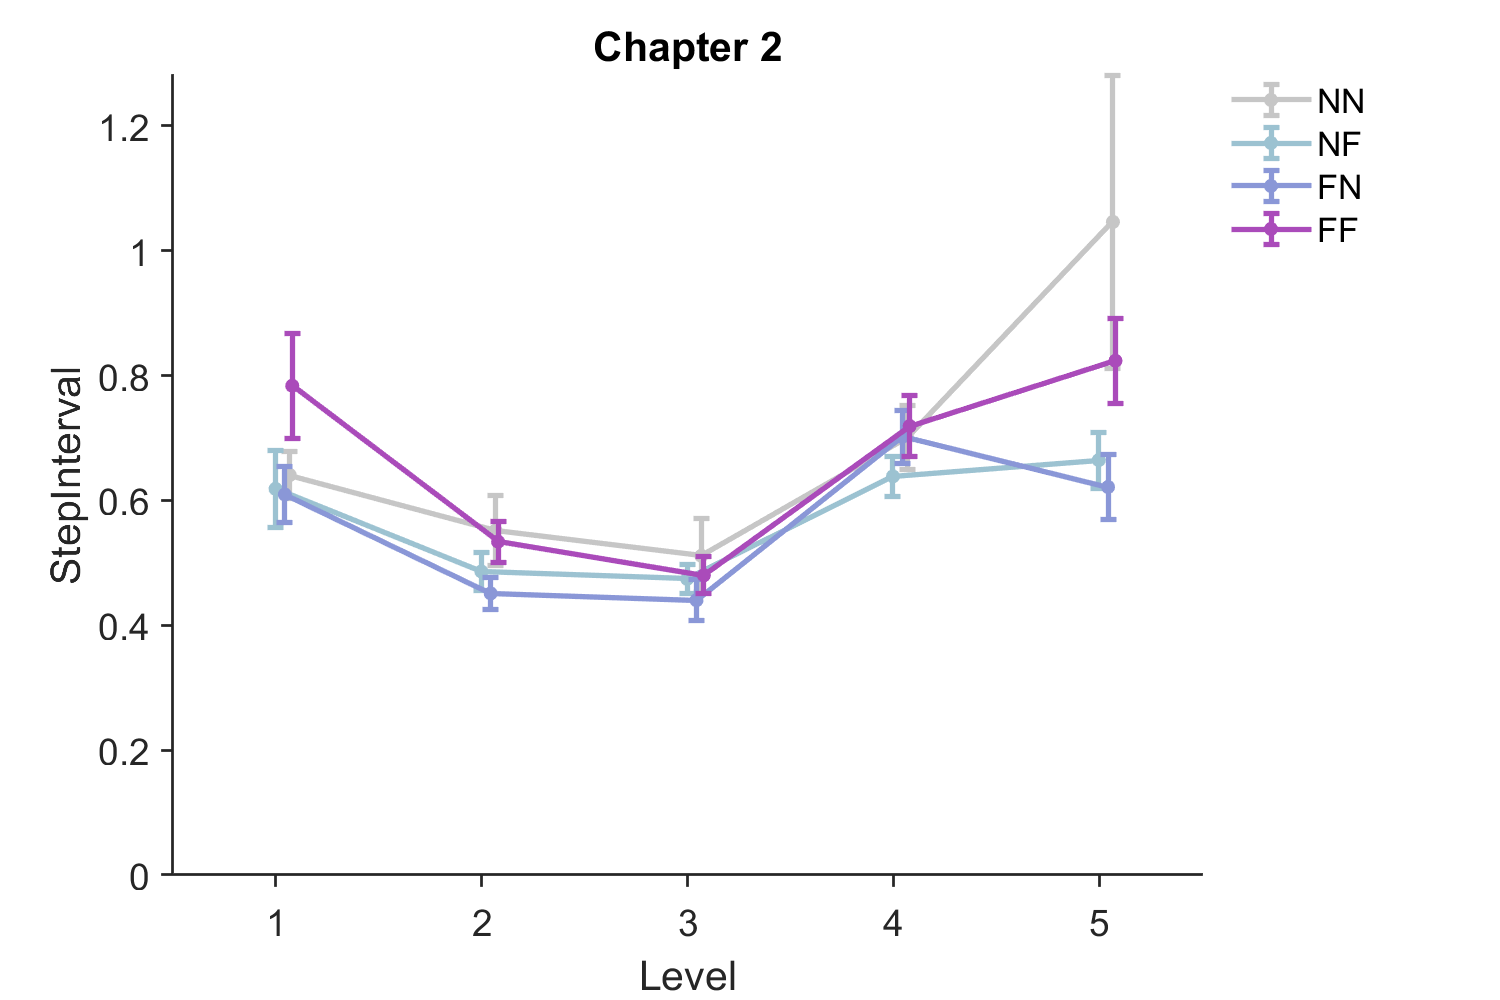 Chapter 2
NN
NF
FN
FF
StepInterval
1.2
1
0.8
0.6
0.4
0.2
0
1 2 3 4 5
Level